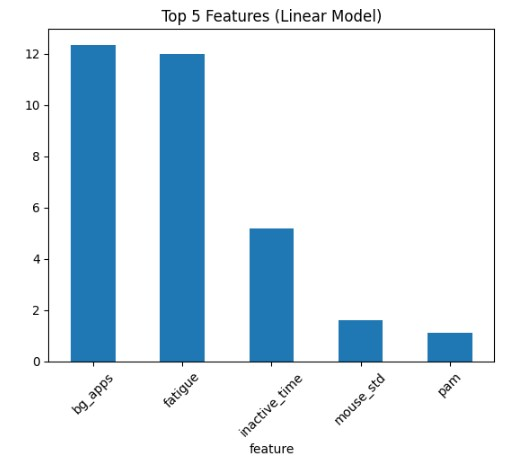 Top 5 Features (Linear Model)
12
10
8
6
4
2
0
bg_apps
fatigue
inactive_time
mouse_std
pam
feature